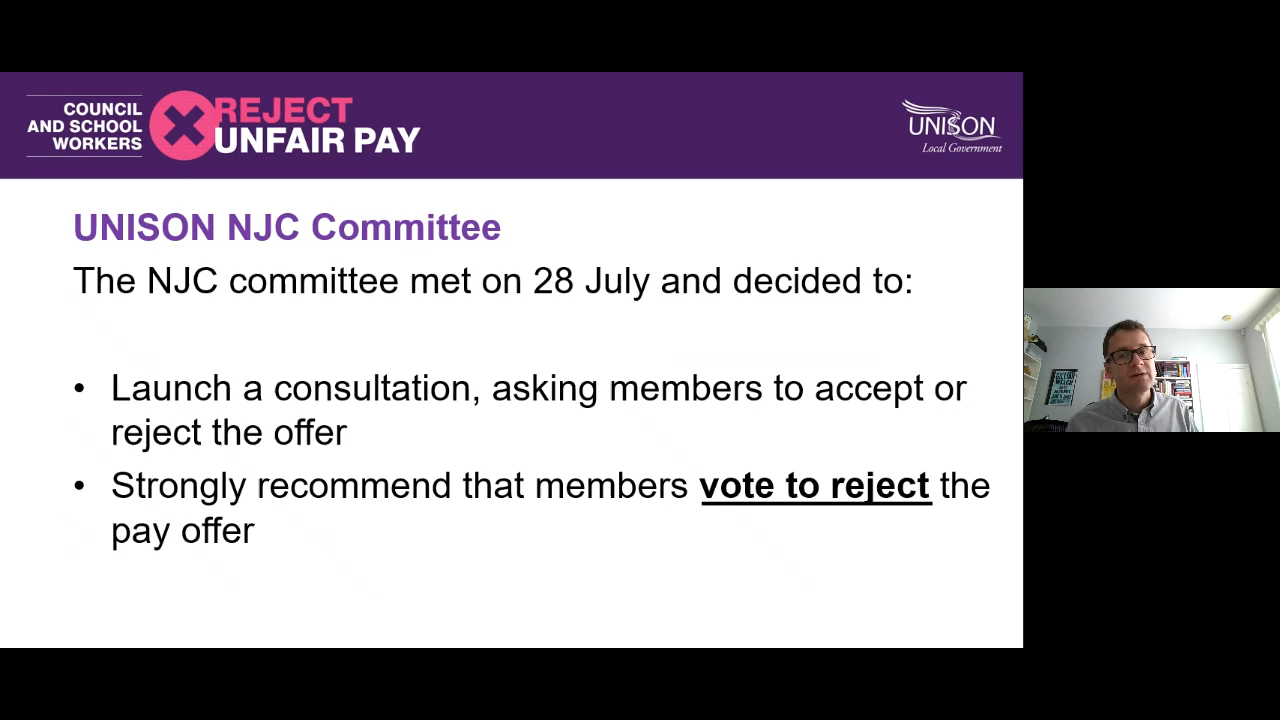 COUNCIL
AND SCHOOL
WORKERS
REJECT
UNFAIR PAY
UNISON
Local Government
UNISON NJC Committee
The NJC committee met on 28 July and decided to:
• Launch a consultation, asking members to accept or
reject the offer
• Strongly recommend that members vote to reject the
pay offer